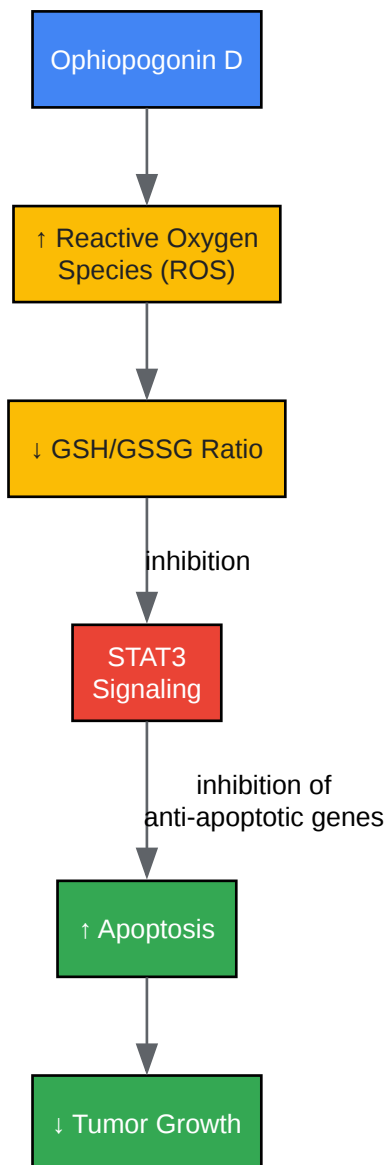 Ophiopogonin D
↑ Reactive Oxygen
Species (ROS)
↓ GSH/GSSG Ratio
inhibition
STAT3
Signaling
inhibition of
anti-apoptotic genes
↑ Apoptosis
↓ Tumor Growth